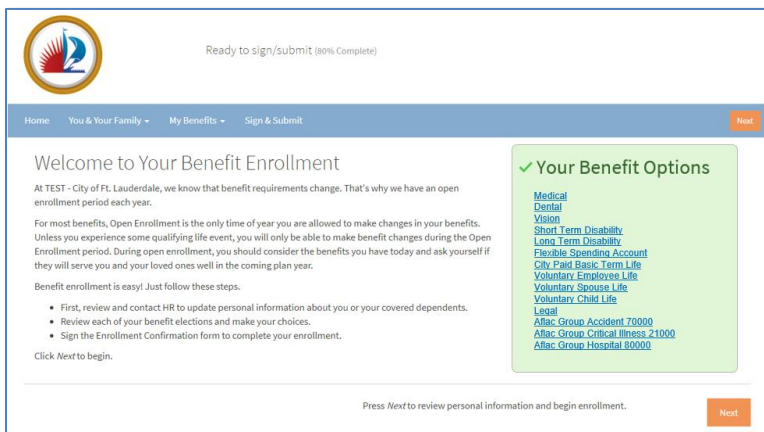 Ready to sign/submit (80% Complete)
Home You & Your Family My Benefits Sign & Submit Next
Welcome to Your Benefit Enrollment
At TEST - City of Ft. Lauderdale, we know that benefit requirements change. That's why we have an open
enrollment period each year.
For most benefits, Open Enrollment is the only time of year you are allowed to make changes in your benefits.
Unless you experience some qualifying life event, you will only be able to make benefit changes during the Open
Enrollment period. During open enrollment, you should consider the benefits you have today and ask yourself if
they will serve you and your loved ones well in the coming plan year.
Benefit enrollment is easy! Just follow these steps.
• First, review and contact HR to update personal information about you or your covered dependents.
• Review each of your benefit elections and make your choices.
• Sign the Enrollment Confirmation form to complete your enrollment.
Click Next to begin.
Your Benefit Options
Medical
Dental
Vision
Short Term Disability
Long Term Disability
Flexible Spending Account
City Paid Basic Term Life
Voluntary Employee Life
Voluntary Spouse Life
Voluntary Child Life
Legal
Aflac Group Accident 70000
Aflac Group Critical Illness 21000
Aflac Group Hospital 80000
Press Next to review personal information and begin enrollment.
Next